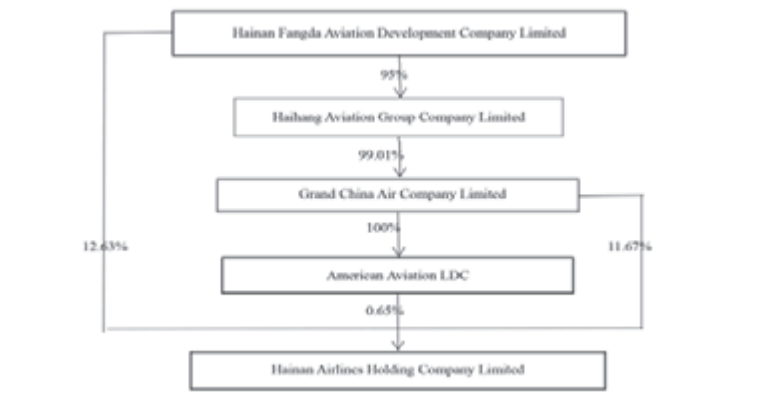 Hainan Fangda Aviation Development Company Limited
95%
Haihang Aviation Group Company Limited
99.01%
Grand China Air Company Limited
100%
12.63%
11.67%
American Aviation LDC
0.65%
Hainan Airlines Holding Company Limited